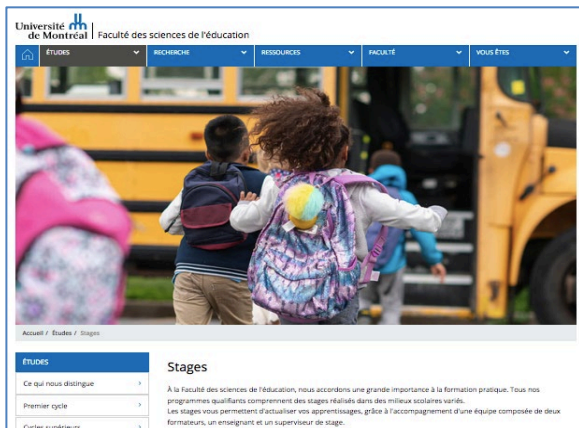 Université
de Montréal
Faculté des sciences de l'éducation
ÉTUDES
RECHERCHE
RESSOURCES
FACULTÉ
VOUS ÊTES
Accueil / Études / Stages
ÉTUDES
Ce qui nous distingue
Premier cycle
Cycles supérieurs
Stages
À la Faculté des sciences de l'éducation, nous accordons une grande importance à la formation pratique. Tous nos
programmes qualifiants comprennent des stages réalisés dans des milieux scolaires variés.
Les stages vous permettent d'actualiser vos apprentissages, grâce à l'accompagnement d'une équipe composée de deux
formateurs, un enseignant et un superviseur de stage.